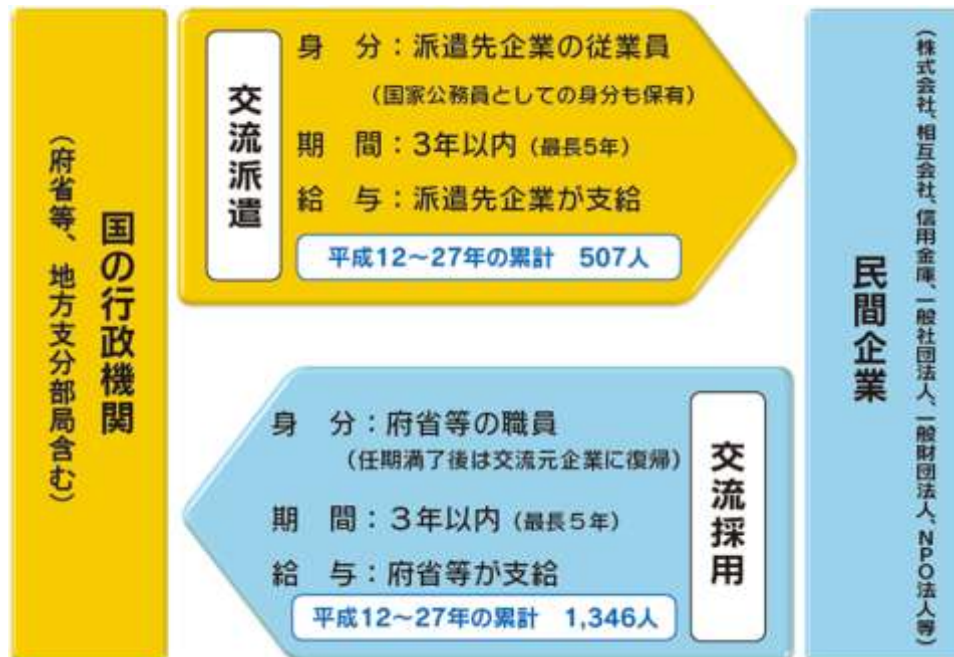 国の行政機関
（府省等、地方支分部局含む）
交流派遣
身　分：派遣先企業の従業員
（国家公務員としての身分も保有）
期　間：3年以内（最長5年）
給　与：派遣先企業が支給
平成12～27年の累計　507人
交流採用
身　分：府省等の職員
（任期満了後は交流元企業に復帰）
期　間：３年以内（最長５年）
給　与：府省等が支給
平成12～27年の累計　1,346人
民間企業
（株式会社、相互会社、信用金庫、一般社団法人、一般財団法人、NPO法人等）